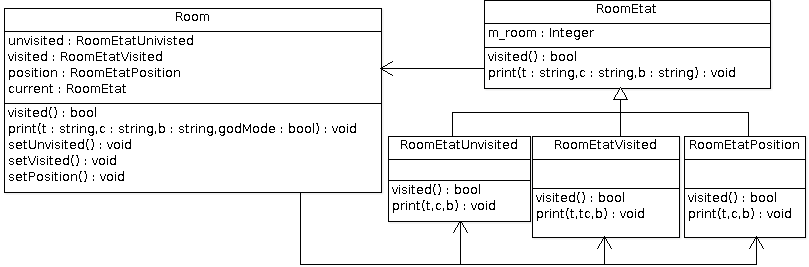 Room
unvisited : RoomEtatUnivisted
visited : RoomEtatVisited
position : RoomEtatPosition
current : RoomEtat
visited() : bool
print(t : string,c : string,b : string,godMode : bool) : void
setUnvisited() : void
setVisited() : void
setPosition() : void
RoomEtat
m_room : Integer
visited() : bool
print(t : string,c : string,b : string) : void
RoomEtatUnvisited
visited() : bool
print(t,c,b) : void
RoomEtatVisited
visited() : bool
print(t,tc,b) : void
RoomEtatPosition
visited() : bool
print(t,c,b) : void